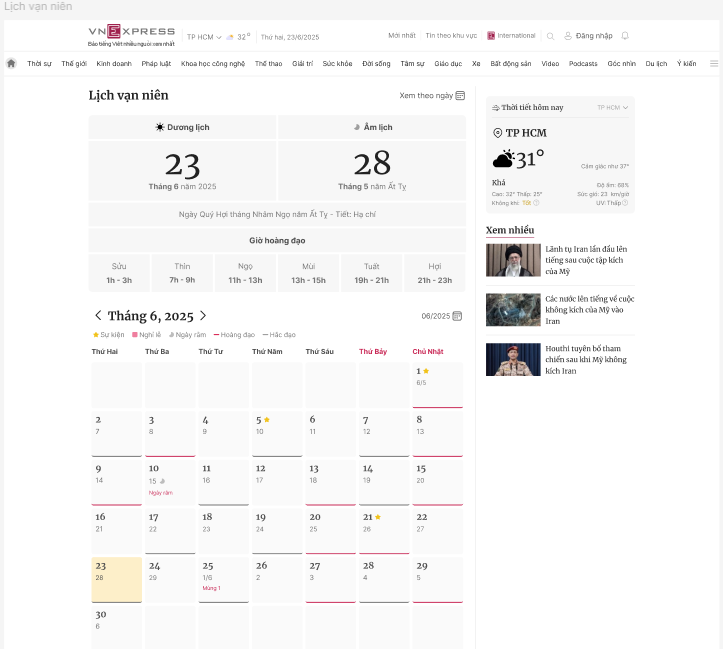 Lịch vạn niên
VNEXPRESS
Báo tiếng Việt nhiều người xem nhất
TP HCM 32° Thứ hai, 23/6/2025
Mới nhất Tin theo khu vực International Đăng nhập
Thời sự Thế giới Kinh doanh Pháp luật Khoa học công nghệ Thể thao Giải trí Sức khỏe Đời sống Tâm sự Giáo dục Xe Bất động sản Video Podcasts Góc nhìn Du lịch Ý kiến
Lịch vạn niên
Xem theo ngày
Dương lịch Âm lịch
23 28
Tháng 6 năm 2025 Tháng 5 năm Ất Tỵ
Ngày Quý Hợi tháng Nhâm Ngọ năm Ất Tỵ - Tiết: Hạ chí
Giờ hoàng đạo
Sửu Thìn Ngọ Mùi Tuất Hợi
1h - 3h 7h - 9h 11h - 13h 13h - 15h 19h - 21h 21h - 23h
Tháng 6, 2025
06/2025
Sự kiện Nghỉ lễ Ngày rằm Hoàng đạo Hắc đạo
Thứ Hai Thứ Ba Thứ Tư Thứ Năm Thứ Sáu Thứ Bảy Chủ Nhật
1
6/5
2 3 4 5 6 7 8
7 8 9 10 11 12 13
9 10 11 12 13 14 15
14 15 16 17 18 19 20
Ngày rằm
16 17 18 19 20 21 22
21 22 23 24 25 26 27
23 24 25 26 27 28 29
28 29 1/6 2 3 4 5
Mùng 1
30
6
Thời tiết hôm nay TP HCM
TP HCM
31°
Cảm giác như 37°
Khá
Độ ẩm: 68%
Cao: 32° Thấp: 25° Sức gió: 23 km/giờ
Không khí: Tốt UV: Thấp
Xem nhiều
Lãnh tụ Iran lần đầu lên
tiếng sau cuộc tập kích
của Mỹ
Các nước lên tiếng về cuộc
không kích của Mỹ vào
Iran
Houthi tuyên bố tham
chiến sau khi Mỹ không
kích Iran